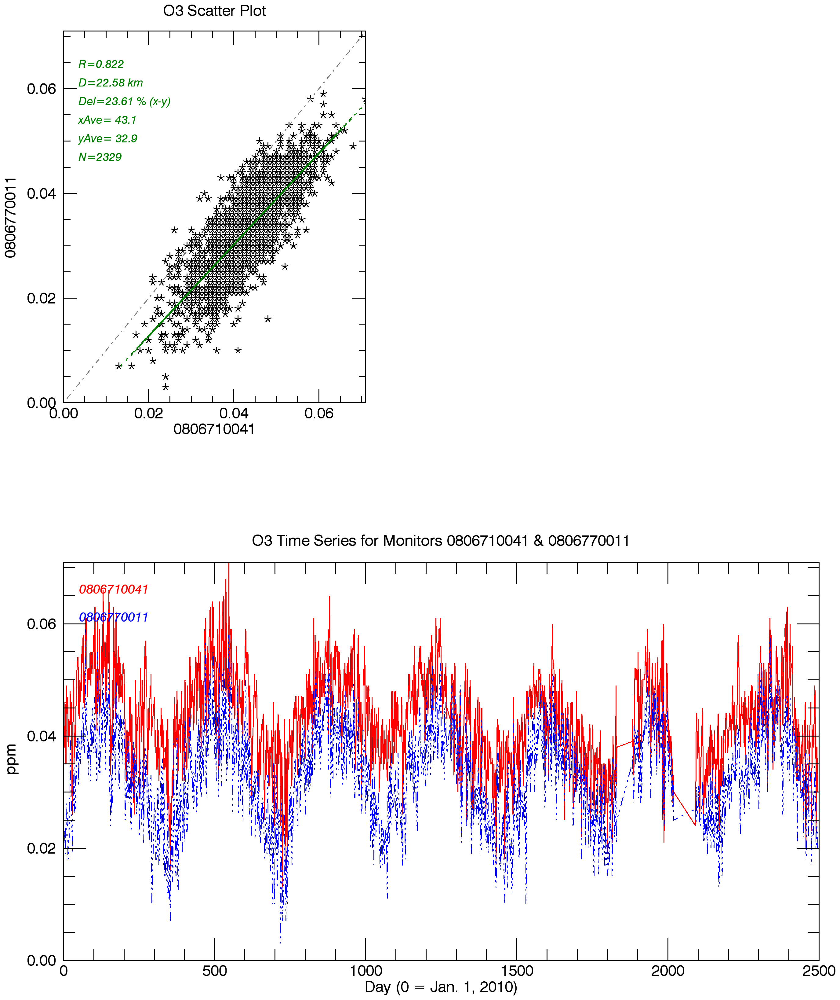 O3 Scatter Plot
R=0.822
D=22.58 km
Del=23.61 % (x-y)
xAve= 43.1
yAve= 32.9
N=2329
0.06
0.04
0.02
0.00
0806770011
0.00 0.02 0.04 0.06
0806710041
O3 Time Series for Monitors 0806710041 & 0806770011
0806710041
0806770011
0.06
0.04
0.02
0.00
ppm
0 500 1000 1500 2000 2500
Day (0 = Jan. 1, 2010)